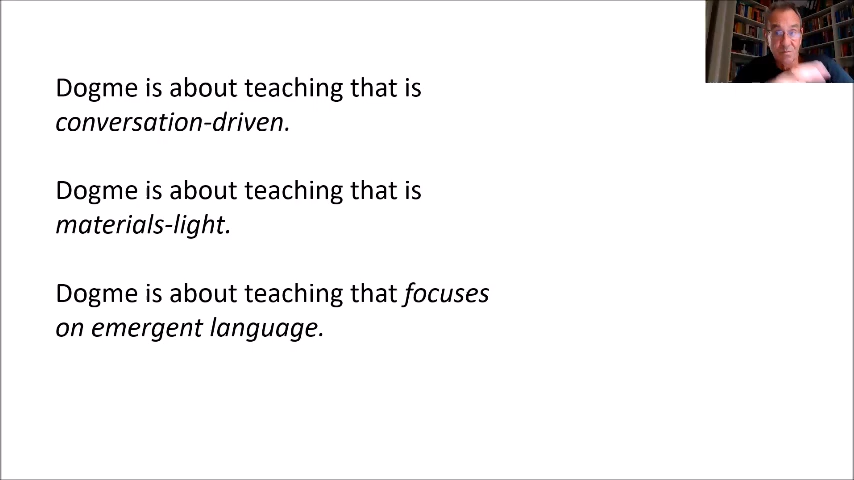 Dogme is about teaching that is
conversation-driven.
Dogme is about teaching that is
materials-light.
Dogme is about teaching that focuses
on emergent language.